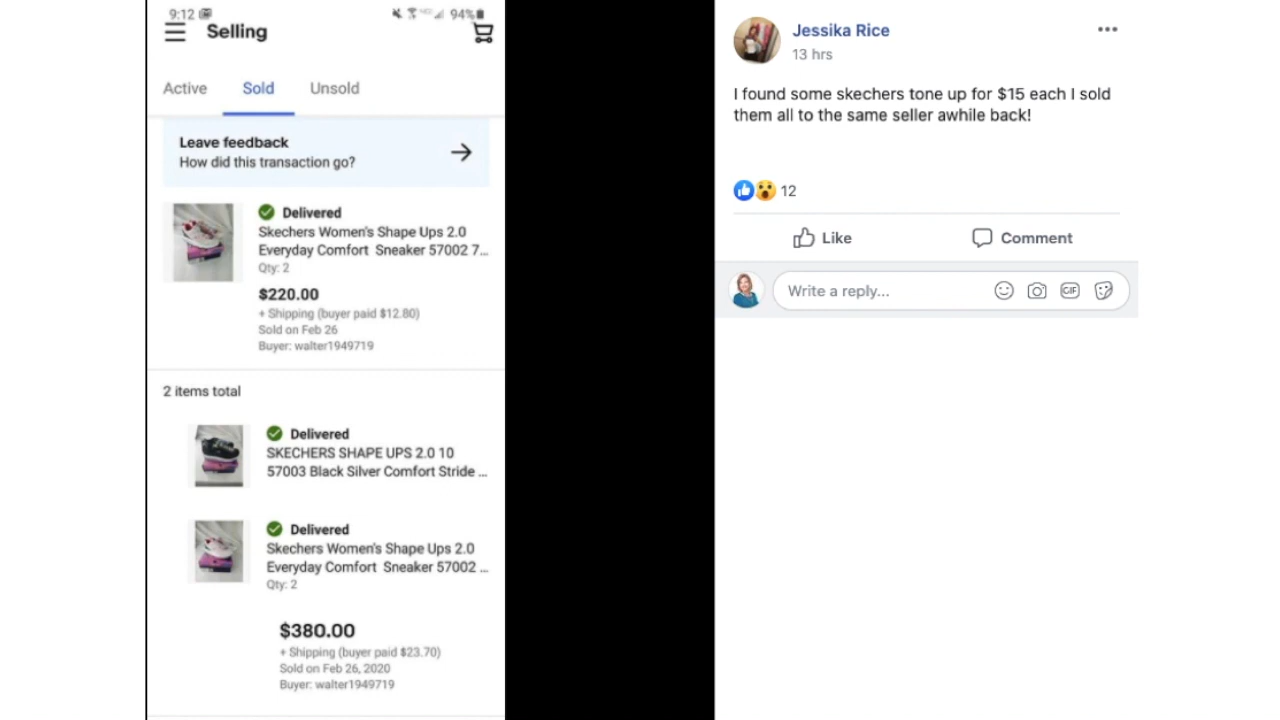 9:12
94%
Selling
Active Sold Unsold
Leave feedback
How did this transaction go?
Delivered
Skechers Women's Shape Ups 2.0
Everyday Comfort Sneaker 57002 7...
Qty: 2
$220.00
+ Shipping (buyer paid $12.80)
Sold on Feb 26
Buyer: walter1949719
2 items total
Delivered
SKECHERS SHAPE UPS 2.0 10
57003 Black Silver Comfort Stride ...
Delivered
Skechers Women's Shape Ups 2.0
Everyday Comfort Sneaker 57002 ...
Qty: 2
$380.00
+ Shipping (buyer paid $23.70)
Sold on Feb 26, 2020
Buyer: walter1949719
Jessika Rice
13 hrs
I found some skechers tone up for $15 each I sold
them all to the same seller awhile back!
12
Like Comment
Write a reply...
GIF